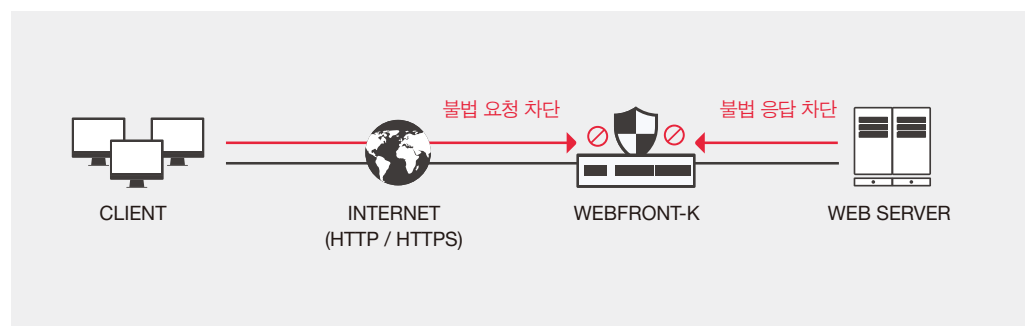 불법 요청 차단
불법 응답 차단
CLIENT
INTERNET
(HTTP / HTTPS)
WEBFRONT-K
WEB SERVER